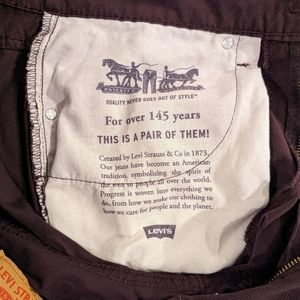 QUALITY NEVER GOES OUT OF STYLE™
For over 145 years
THIS IS A PAIR OF THEM!
Created by Levi Strauss & Co in 1873.
Our jeans have become an American
tradition, symbolizing the spirit of
the west to people all over the world.
Progress is woven into everything we
do, from how we make our clothing to
how we care for people and the planet.
LEVI'S
LEVI STR